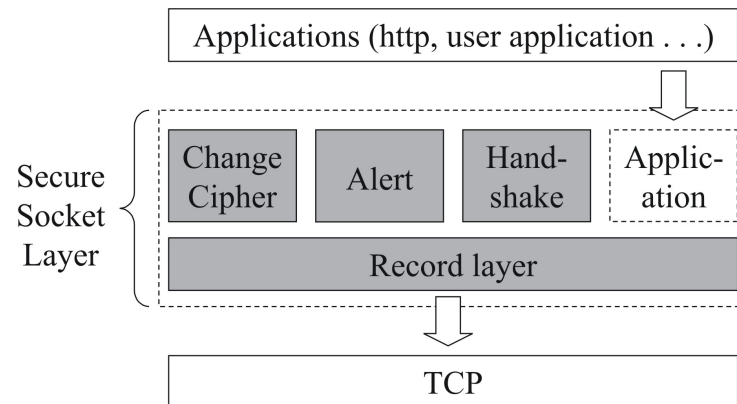 Applications (http, user application . . .)
Secure
Socket
Layer
Change
Cipher
Alert
Hand-
shake
Applic-
ation
Record layer
TCP